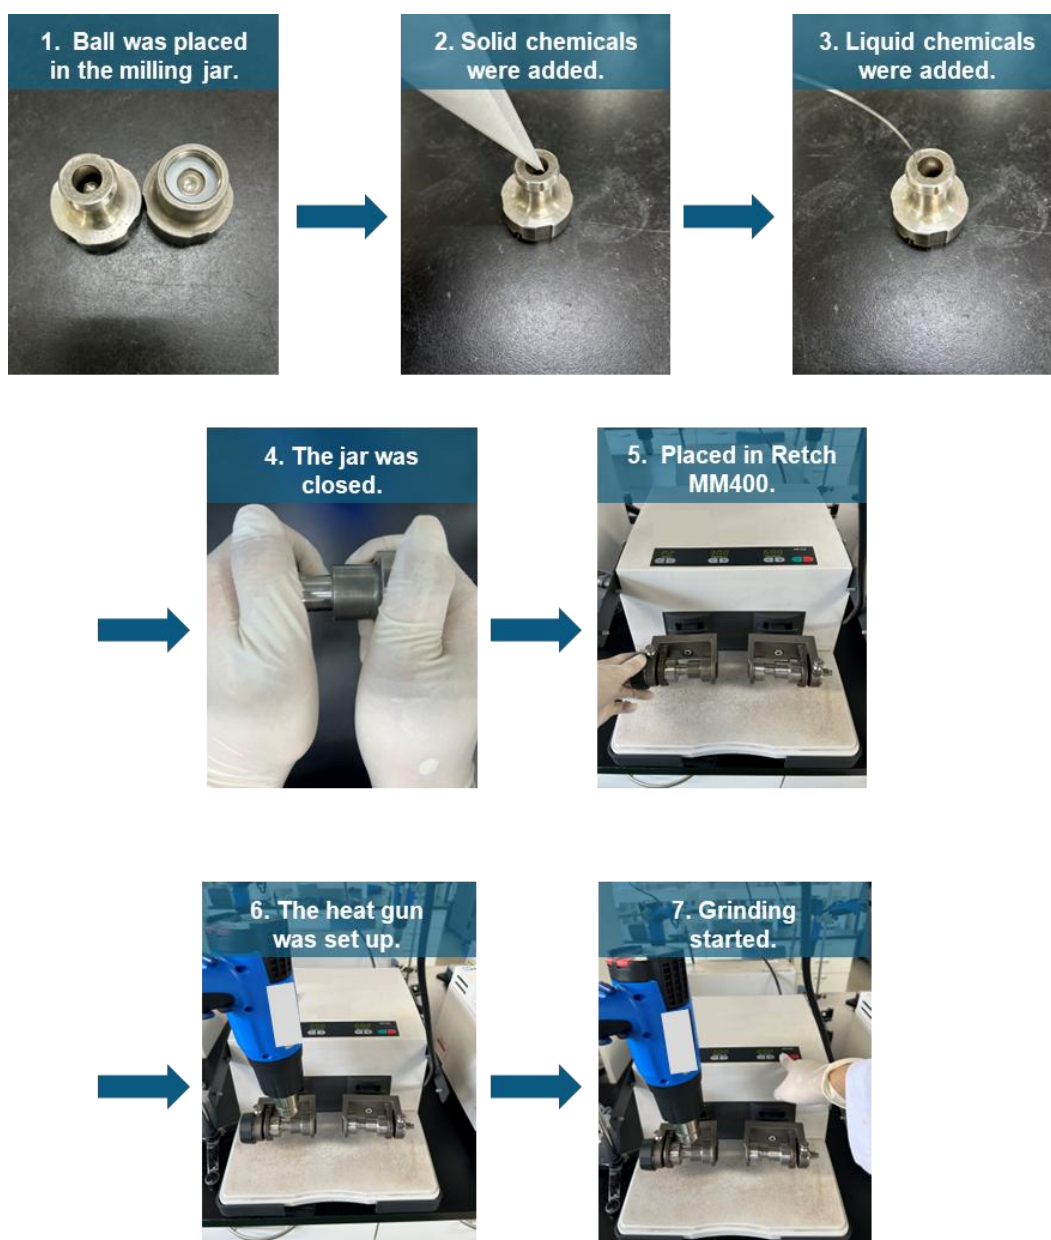 1. Ball was placed
in the milling jar.
2. Solid chemicals
were added.
3. Liquid chemicals
were added.
4. The jar was
closed.
5. Placed in Retch
MM400.
6. The heat gun
was set up.
7. Grinding
started.